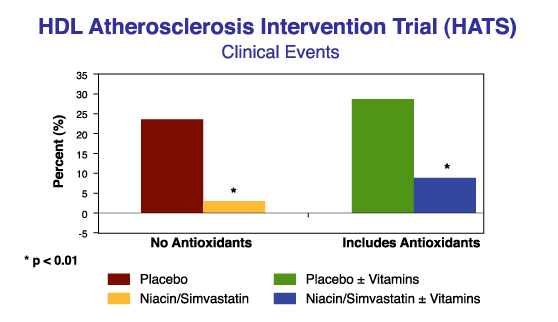 HDL Atherosclerosis Intervention Trial (HATS)
Clinical Events
Percent (%)
35
30
25
20
15
10
5
0
-5
*
*
No Antioxidants
Includes Antioxidants
* p < 0.01
Placebo
Placebo ± Vitamins
Niacin/Simvastatin
Niacin/Simvastatin ± Vitamins